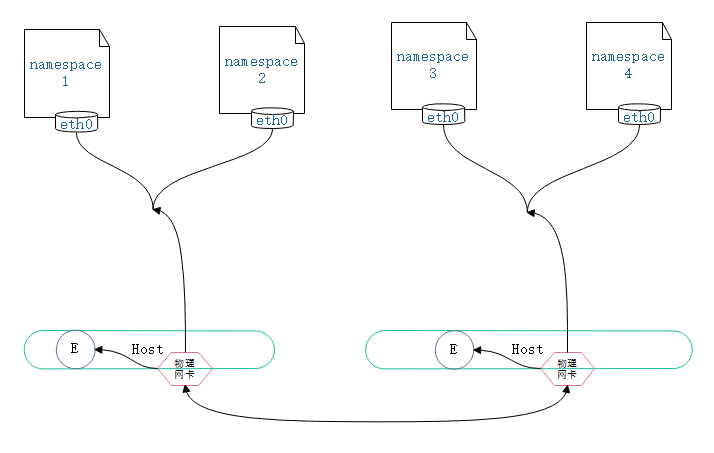 namespace
1
eth0
namespace
2
eth0
namespace
3
eth0
namespace
4
eth0
E
Host
物理
网卡
E
Host
物理
网卡